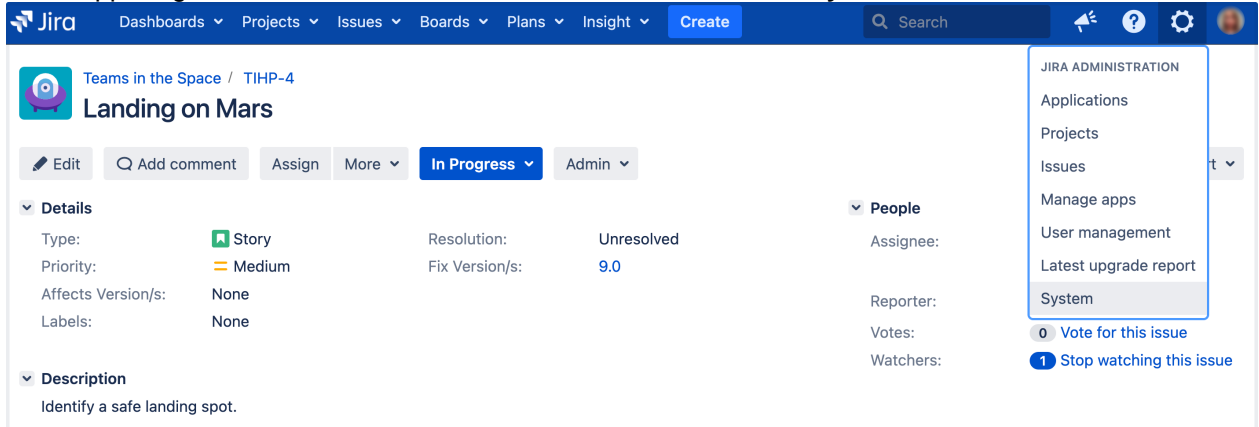 Jira Dashboards Projects Issues Boards Plans Insight Create Search
Teams in the Space / TIHP-4
Landing on Mars
Edit Add comment Assign More In Progress Admin
JIRA ADMINISTRATION
Applications
Projects
Issues
Manage apps
User management
Latest upgrade report
System
Details
Type: Story Resolution: Unresolved
Priority: Medium Fix Version/s: 9.0
Affects Version/s: None
Labels: None
People
Assignee:
Reporter:
Votes: 0 Vote for this issue
Watchers: 1 Stop watching this issue
Description
Identify a safe landing spot.